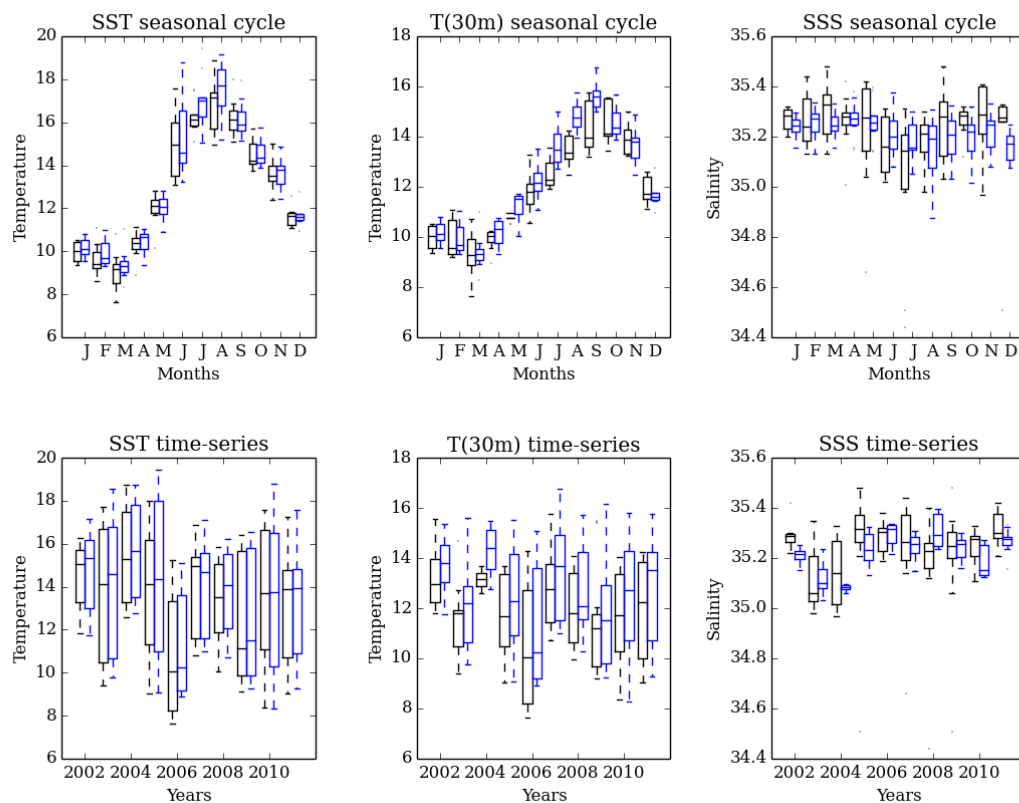 SST seasonal cycle
20
18
16
14
12
10
8
6
Temperature
J F M A M J J A S O N D
Months
T(30m) seasonal cycle
18
16
14
12
10
8
6
Temperature
J F M A M J J A S O N D
Months
SSS seasonal cycle
35.6
35.4
35.2
35.0
34.8
34.6
34.4
Salinity
J F M A M J J A S O N D
Months
SST time-series
20
18
16
14
12
10
8
6
Temperature
2002 2004 2006 2008 2010
Years
T(30m) time-series
18
16
14
12
10
8
6
Temperature
2002 2004 2006 2008 2010
Years
SSS time-series
35.6
35.4
35.2
35.0
34.8
34.6
34.4
Salinity
2002 2004 2006 2008 2010
Years